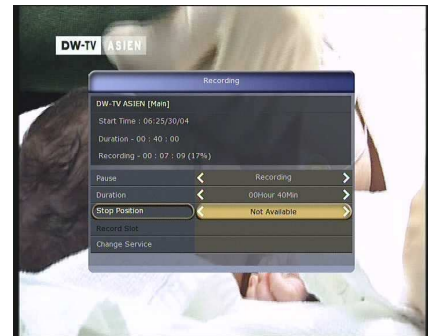 DW-TV ASIEN
Recording
DW-TV ASIEN [Main]
Start Time : 06:25/30/04
Duration - 00 : 40 : 00
Recording - 00 : 07 : 09 (17%)
Pause Recording
Duration 00Hour 40Min
Stop Position Not Available
Record Slot
Change Service